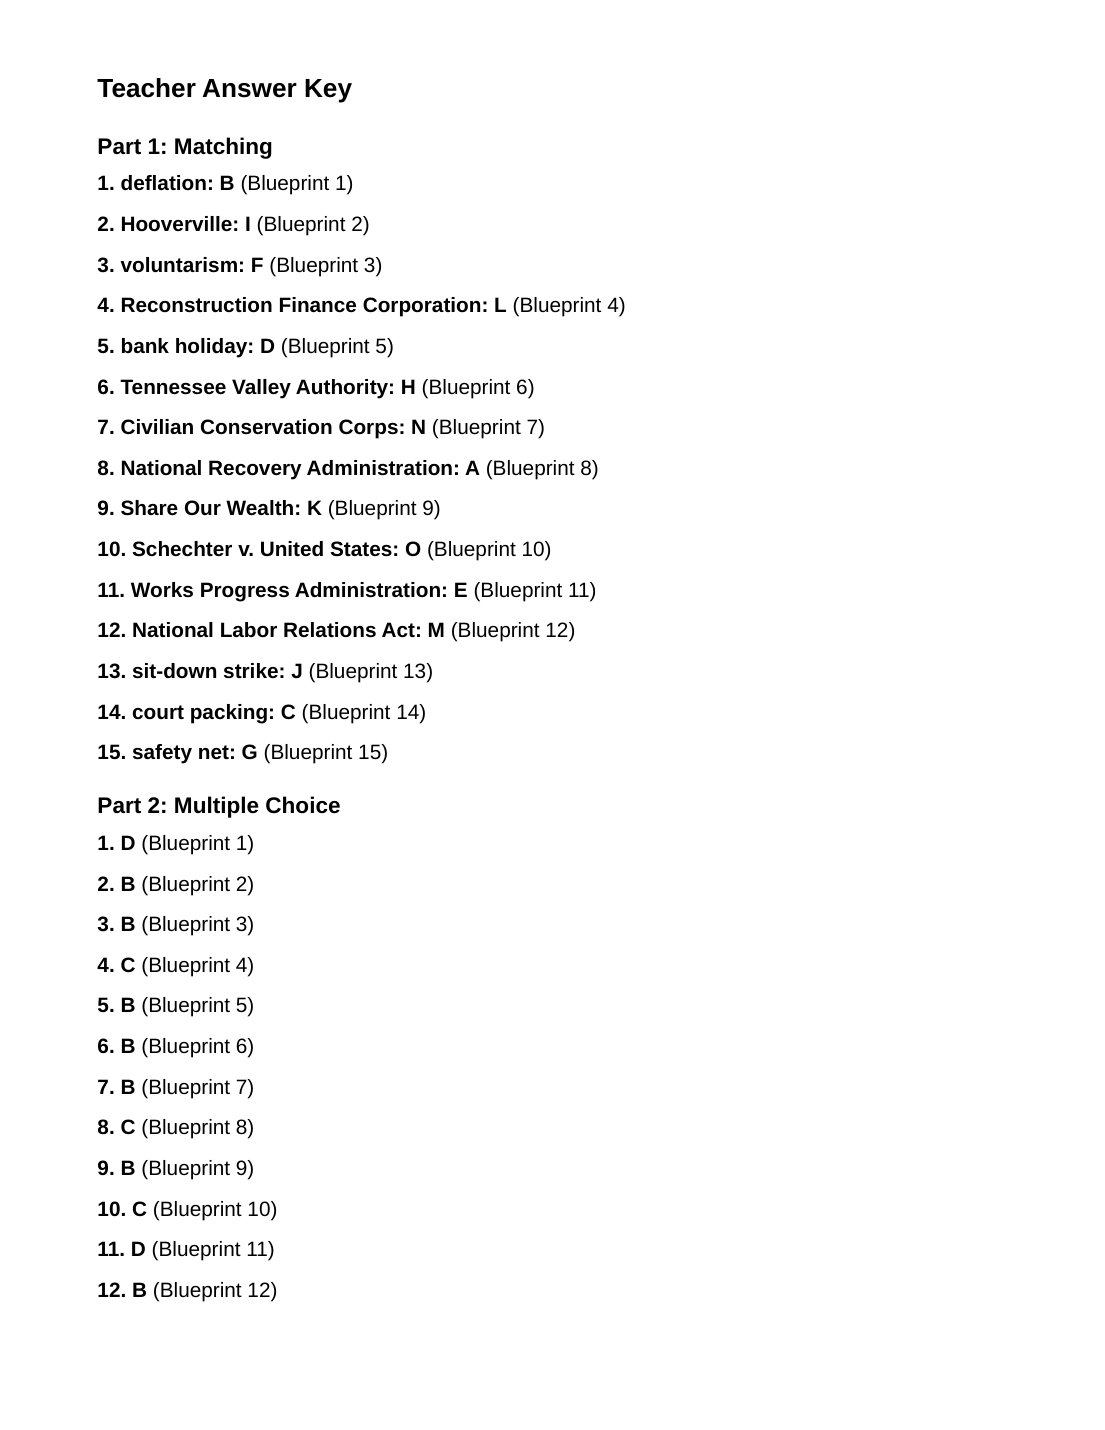 Teacher Answer Key
Part 1: Matching
1. deflation: B (Blueprint 1)
2. Hooverville: I (Blueprint 2)
3. voluntarism: F (Blueprint 3)
4. Reconstruction Finance Corporation: L (Blueprint 4)
5. bank holiday: D (Blueprint 5)
6. Tennessee Valley Authority: H (Blueprint 6)
7. Civilian Conservation Corps: N (Blueprint 7)
8. National Recovery Administration: A (Blueprint 8)
9. Share Our Wealth: K (Blueprint 9)
10. Schechter v. United States: O (Blueprint 10)
11. Works Progress Administration: E (Blueprint 11)
12. National Labor Relations Act: M (Blueprint 12)
13. sit-down strike: J (Blueprint 13)
14. court packing: C (Blueprint 14)
15. safety net: G (Blueprint 15)
Part 2: Multiple Choice
1. D (Blueprint 1)
2. B (Blueprint 2)
3. B (Blueprint 3)
4. C (Blueprint 4)
5. B (Blueprint 5)
6. B (Blueprint 6)
7. B (Blueprint 7)
8. C (Blueprint 8)
9. B (Blueprint 9)
10. C (Blueprint 10)
11. D (Blueprint 11)
12. B (Blueprint 12)